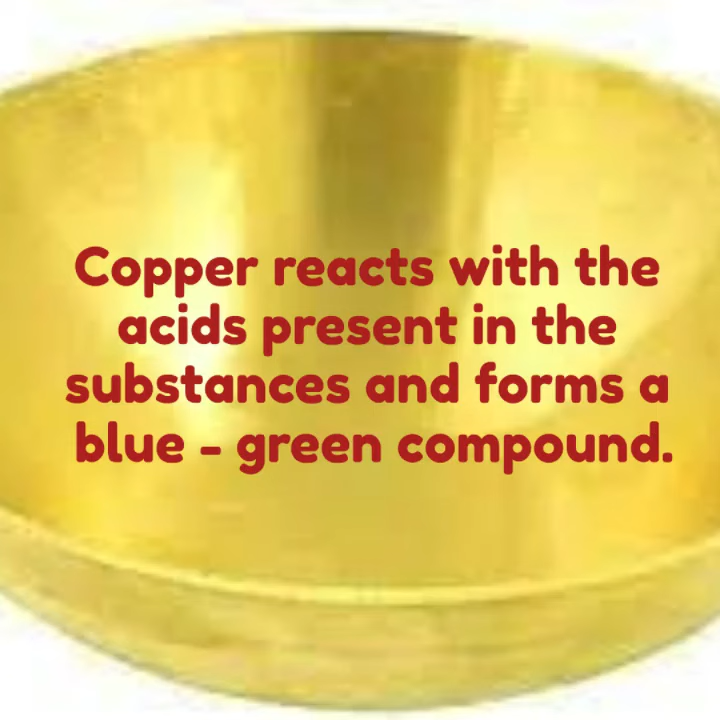 Copper reacts with the
acids present in the
substances and forms a
blue - green compound.